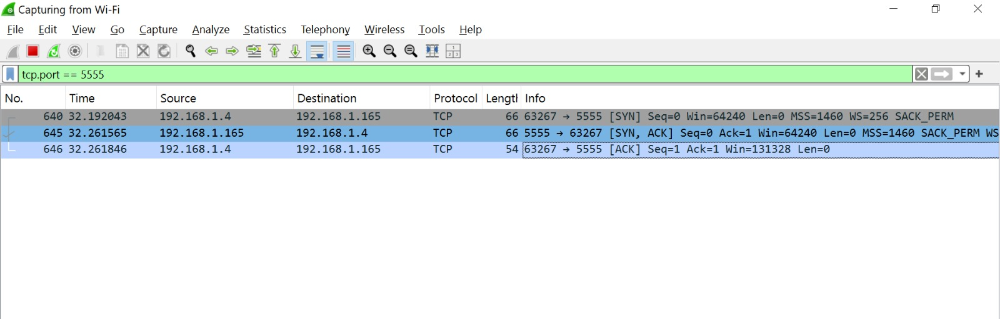 Capturing from Wi-Fi
File Edit View Go Capture Analyze Statistics Telephony Wireless Tools Help
tcp.port == 5555
No. Time Source Destination Protocol Length Info
640 32.192043 192.168.1.4 192.168.1.165 TCP 66 63267 → 5555 [SYN] Seq=0 Win=64240 Len=0 MSS=1460 WS=256 SACK_PERM
645 32.261565 192.168.1.165 192.168.1.4 TCP 66 5555 → 63267 [SYN, ACK] Seq=0 Ack=1 Win=64240 Len=0 MSS=1460 SACK_PERM WS
646 32.261846 192.168.1.4 192.168.1.165 TCP 54 63267 → 5555 [ACK] Seq=1 Ack=1 Win=131328 Len=0